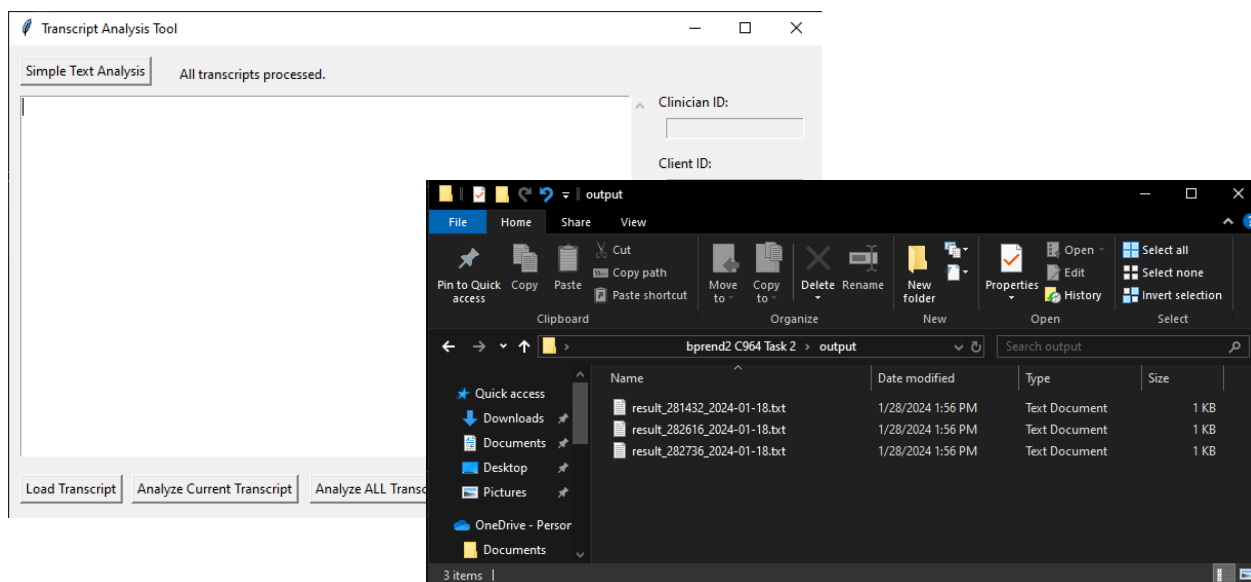 Transcript Analysis Tool
Simple Text Analysis
All transcripts processed.
Clinician ID:
Client ID:
Load Transcript
Analyze Current Transcript
Analyze ALL Transc
output
File Home Share View
Pin to Quick access
Copy
Paste
Cut
Copy path
Paste shortcut
Clipboard
Move to
Copy to
Delete
Rename
Organize
New folder
New
Properties
Open
Edit
History
Open
Select all
Select none
Invert selection
Select
bprend2 C964 Task 2 > output
Search output
Quick access
Downloads
Documents
Desktop
Pictures
OneDrive - Person
Documents
Name Date modified Type Size
result_281432_2024-01-18.txt 1/28/2024 1:56 PM Text Document 1 KB
result_282616_2024-01-18.txt 1/28/2024 1:56 PM Text Document 1 KB
result_282736_2024-01-18.txt 1/28/2024 1:56 PM Text Document 1 KB
3 items